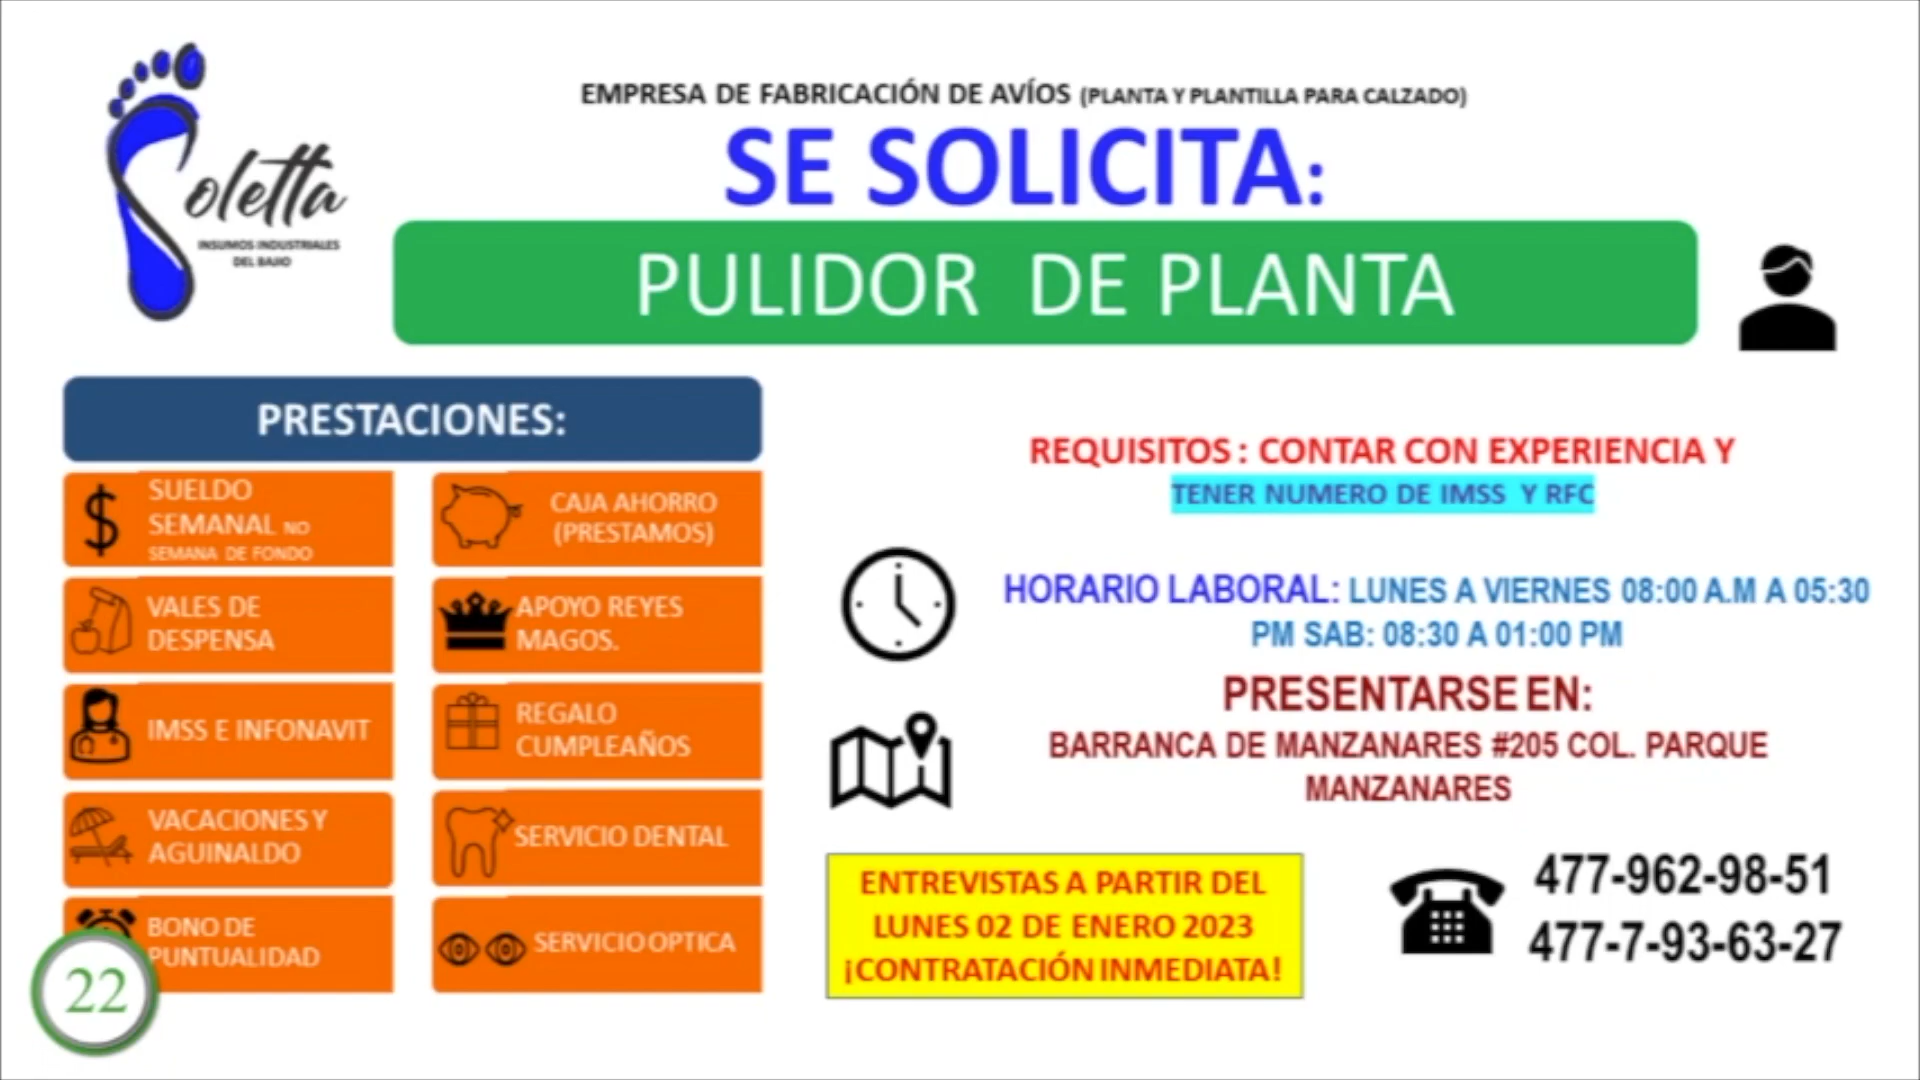 Soletta
INSUMOS INDUSTRIALES
DEL BAJIO
EMPRESA DE FABRICACIÓN DE AVÍOS (PLANTA Y PLANTILLA PARA CALZADO)
SE SOLICITA:
PULIDOR DE PLANTA
PRESTACIONES:
SUELDO
SEMANAL NO
SEMANA DE FONDO
CAJA AHORRO
(PRESTAMOS)
VALES DE
DESPENSA
APOYO REYES
MAGOS.
IMSS E INFONAVIT
REGALO
CUMPLEAÑOS
VACACIONES Y
AGUINALDO
SERVICIO DENTAL
BONO DE
PUNTUALIDAD
SERVICIO OPTICA
22
REQUISITOS : CONTAR CON EXPERIENCIA Y
TENER NUMERO DE IMSS Y RFC
HORARIO LABORAL: LUNES A VIERNES 08:00 A.M A 05:30
PM SAB: 08:30 A 01:00 PM
PRESENTARSE EN:
BARRANCA DE MANZANARES #205 COL. PARQUE
MANZANARES
ENTREVISTAS A PARTIR DEL
LUNES 02 DE ENERO 2023
¡CONTRATACIÓN INMEDIATA!
477-962-98-51
477-7-93-63-27